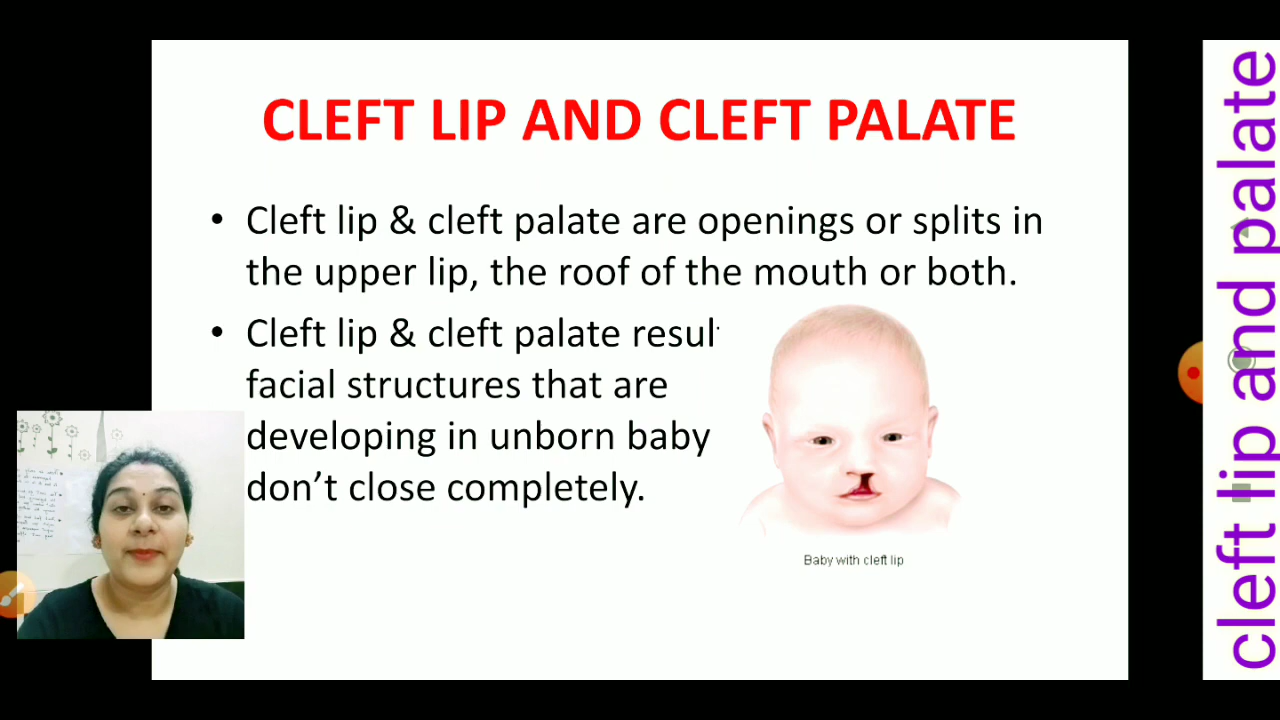 CLEFT LIP AND CLEFT PALATE
• Cleft lip & cleft palate are openings or splits in
the upper lip, the roof of the mouth or both.
• Cleft lip & cleft palate
facial structures that are
developing in unborn baby
don’t close completely.
Baby with cleft lip
cleft lip and palate